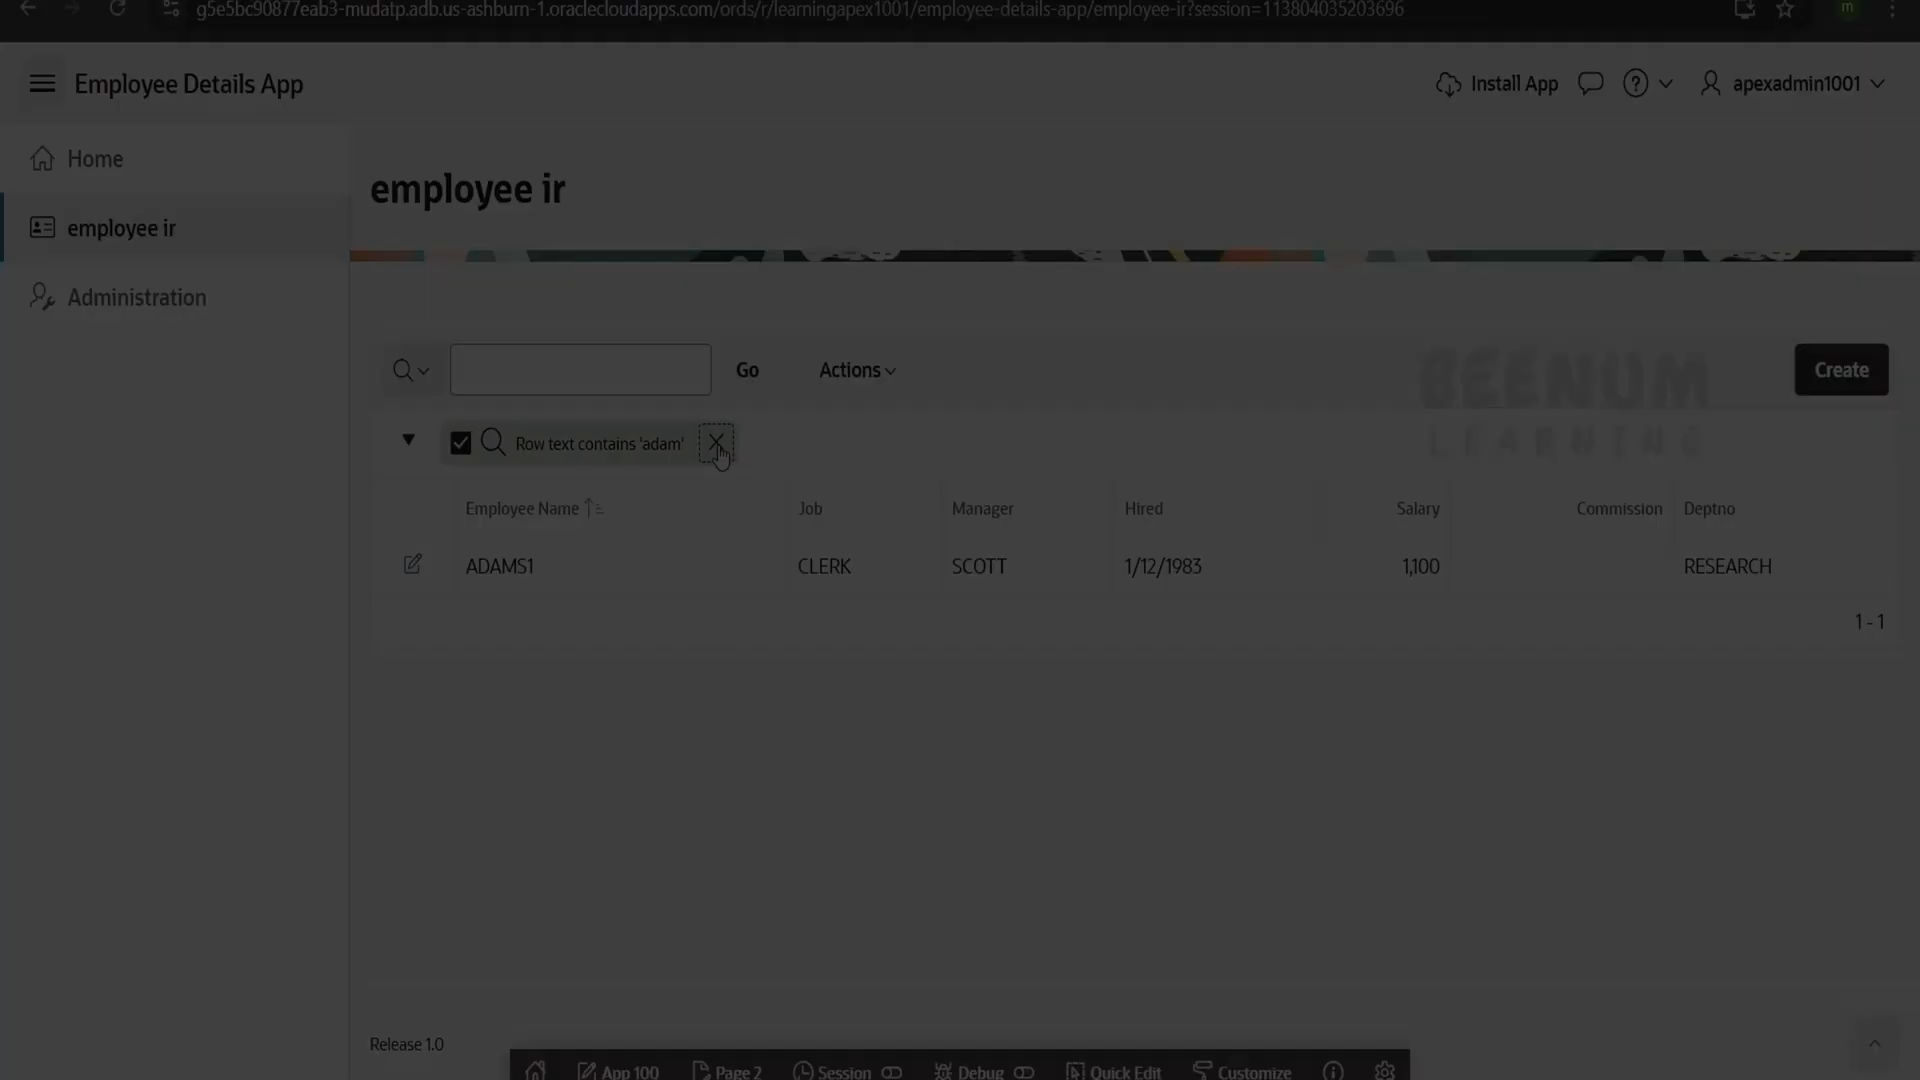 g5e5bc90877eab3-mudatp.adb.us-ashburn-1.oraclecloudapps.com/ords/r/learningapex1001/employee-details-app/employee-ir?session=113804035203696
m
Employee Details App
Install App
apexadmin1001
Home
employee ir
employee ir
Administration
Go
Actions
Create
BEENUM
LEARNING
Row text contains 'adam'
Employee Name
Job
Manager
Hired
Salary
Commission
Deptno
ADAMS1
CLERK
SCOTT
1/12/1983
1,100
RESEARCH
1 - 1
Release 1.0
App 100
Page 2
Session
Debug
Quick Edit
Customize